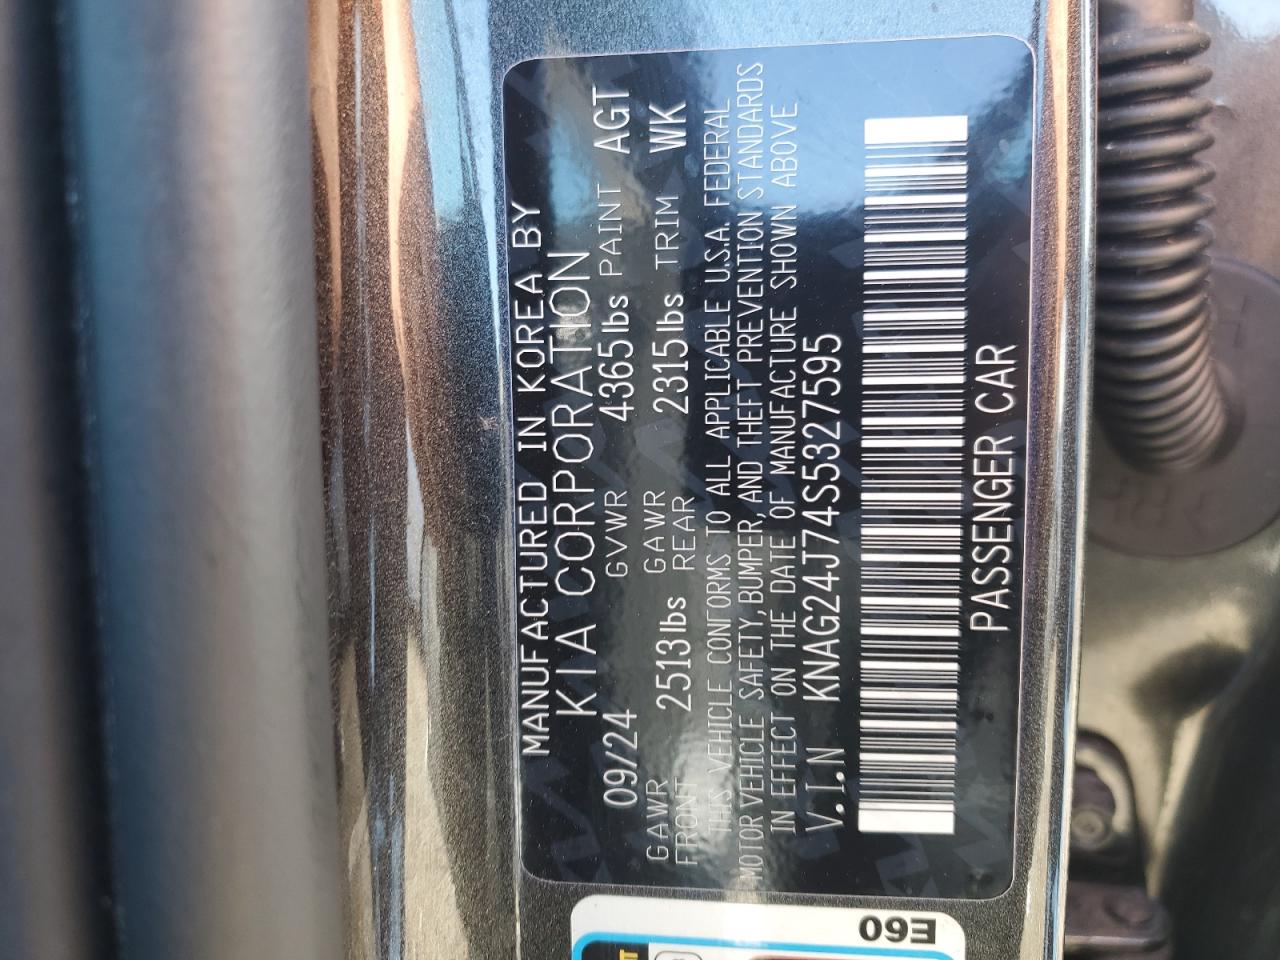 MANUFACTURED IN KOREA BY
KIA CORPORATION
09/24 GVWR 4365lbs PAINT AGT
GAWR FRONT 2513lbs GAWR REAR 2315lbs TRIM WK
THIS VEHICLE CONFORMS TO ALL APPLICABLE U.S.A. FEDERAL
MOTOR VEHICLE SAFETY, BUMPER, AND THEFT PREVENTION STANDARDS
IN EFFECT ON THE DATE OF MANUFACTURE SHOWN ABOVE
V.I.N KNAG24J74S5327595
PASSENGER CAR
E60